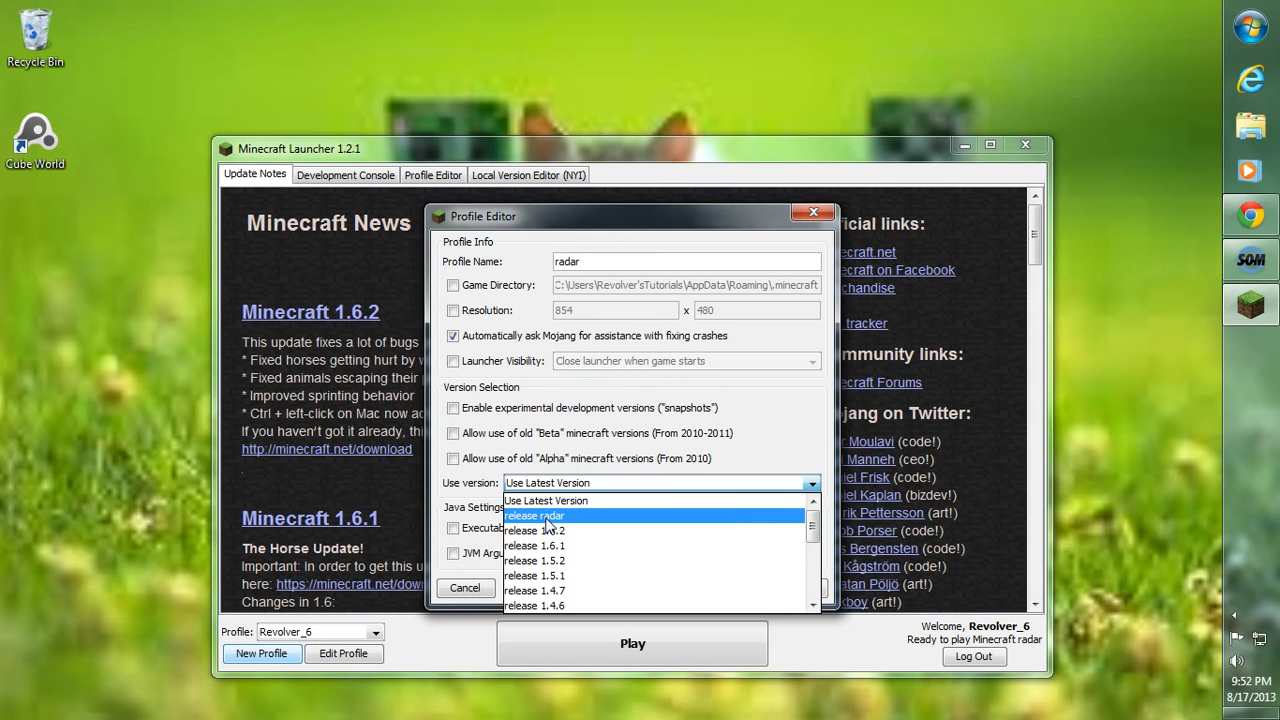 Recycle Bin
Cube World
Minecraft Launcher 1.2.1
Update Notes
Development Console
Profile Editor
Local Version Editor (NYI)
Minecraft News
Minecraft 1.6.2
This update fixes a lot of bugs
* Fixed horses getting hurt by
* Fixed animals escaping their
* Improved sprinting behavior
* Ctrl + left-click on Mac now
If you haven't got it already,
http://minecraft.net/download
Minecraft 1.6.1
The Horse Update!
Important: In order to get this
here: https://minecraft.net/dow
Changes in 1.6:
Profile Editor
Profile Info
Profile Name:
radar
Game Directory:
C:\Users\Revolver'sTutorials\AppData\Roaming\.minecraft
Resolution:
854
x
480
Automatically ask Mojang for assistance with fixing crashes
Launcher Visibility:
Close launcher when game starts
Version Selection
Enable experimental development versions ("snapshots")
Allow use of old "Beta" minecraft versions (From 2010-2011)
Allow use of old "Alpha" minecraft versions (From 2010)
Use version:
Use Latest Version
Use Latest Version
release radar
release 1.6.2
release 1.6.1
release 1.5.2
release 1.5.1
release 1.4.7
release 1.4.6
Java Settings
Executab
JVM Argu
Cancel
ficial links:
ecraft.net
ecraft on Facebook
chandise
tracker
mmunity links:
ecraft Forums
ojang on Twitter:
r Moulavi (code!)
Manneh (ceo!)
iel Frisk (code!)
iel Kaplan (bizdev!)
rik Pettersson (art!)
ob Porser (code!)
s Bergensten (code!)
Kågström (code!)
atan Pöljö (art!)
kboy (art!)
Profile:
Revolver_6
New Profile
Edit Profile
Play
Welcome, Revolver_6
Ready to play Minecraft radar
Log Out
SOM
9:52 PM
8/17/2013